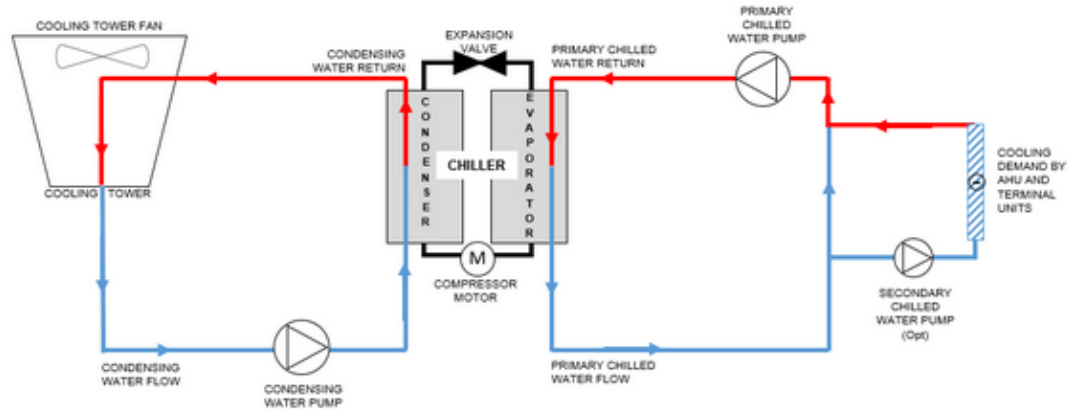 COOLING TOWER FAN
COOLING TOWER
CONDENSING
WATER RETURN
EXPANSION
VALVE
PRIMARY CHILLED
WATER RETURN
PRIMARY
CHILLED
WATER PUMP
CONDENSER
CHILLER
EVAPORATOR
M
COMPRESSOR
MOTOR
COOLING
DEMAND BY
AHU AND
TERMINAL
UNITS
SECONDARY
CHILLED
WATER PUMP
(Opt)
CONDENSING
WATER FLOW
CONDENSING
WATER PUMP
PRIMARY CHILLED
WATER FLOW